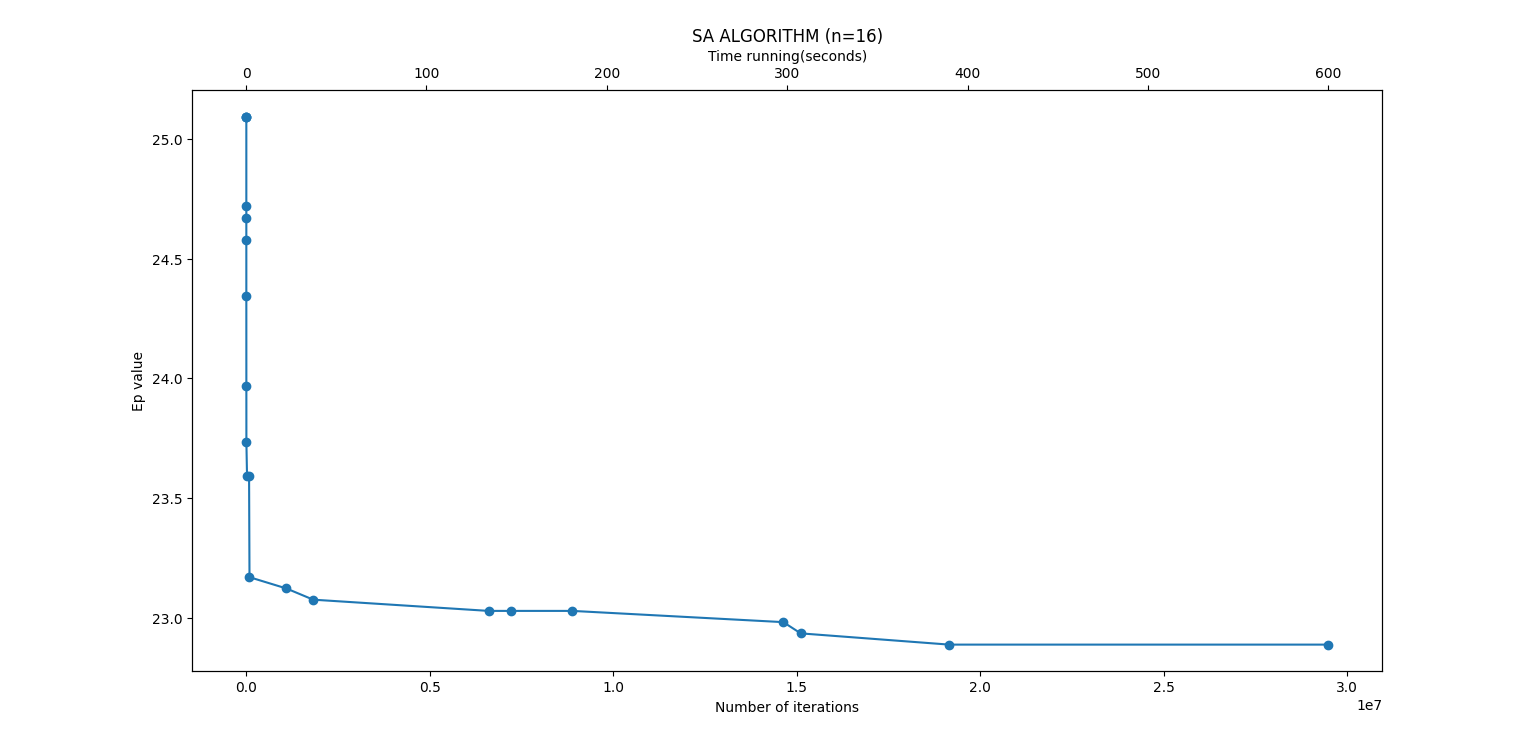 SA ALGORITHM (n=16)
Time running(seconds)
0 100 200 300 400 500 600
25.0
24.5
24.0
Ep value
23.5
23.0
0.0 0.5 1.0 1.5 2.0 2.5 3.0
Number of iterations
1e7